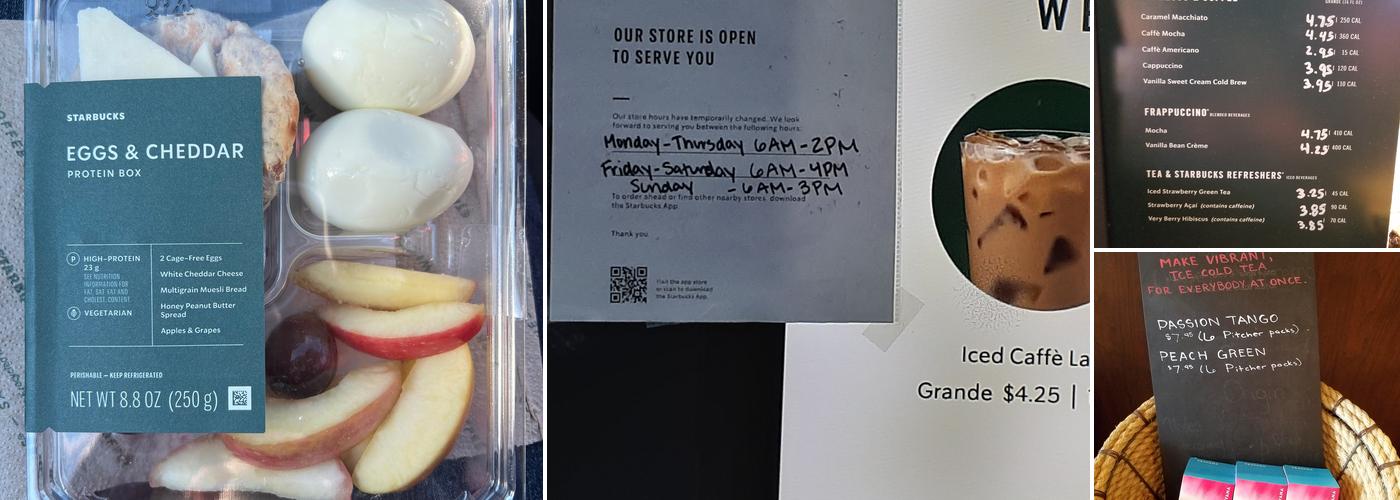 STARBUCKS
EGGS & CHEDDAR
PROTEIN BOX
P HIGH-PROTEIN
23 g
SEE NUTRITION
INFORMATION FOR
FAT, SAT. FAT AND
CHOLEST. CONTENT.
VEGETARIAN
2 Cage-Free Eggs
White Cheddar Cheese
Multigrain Muesli Bread
Honey Peanut Butter
Spread
Apples & Grapes
PERISHABLE – KEEP REFRIGERATED
NET WT 8.8 OZ (250 g)
OUR STORE IS OPEN
TO SERVE YOU
Our store hours have temporarily changed. We look
forward to serving you between the following hours:
Monday-Thursday 6AM-2PM
Friday-Saturday 6AM-4PM
Sunday -6AM-3PM
To order ahead or find other nearby stores, download
the Starbucks App.
Thank you.
Visit the app store
or scan to download
the Starbucks App.
WE
Iced Caffè La
Grande $4.25 |
Caramel Macchiato 4.75 250 CAL
Caffè Mocha 4.45 360 CAL
Caffè Americano 2.95 15 CAL
Cappuccino 3.95 120 CAL
Vanilla Sweet Cream Cold Brew 3.95 110 CAL
FRAPPUCCINO® BLENDED BEVERAGES
Mocha 4.75 410 CAL
Vanilla Bean Crème 4.25 400 CAL
TEA & STARBUCKS REFRESHERS® ICED BEVERAGES
Iced Strawberry Green Tea 3.25 45 CAL
Strawberry Açaí (contains caffeine) 3.85 90 CAL
Very Berry Hibiscus (contains caffeine) 3.85 70 CAL
MAKE VIBRANT,
ICE COLD TEA
FOR EVERYBODY AT ONCE.
PASSION TANGO
$7.95 (6 Pitcher packs)
PEACH GREEN
$7.95 (6 Pitcher packs)